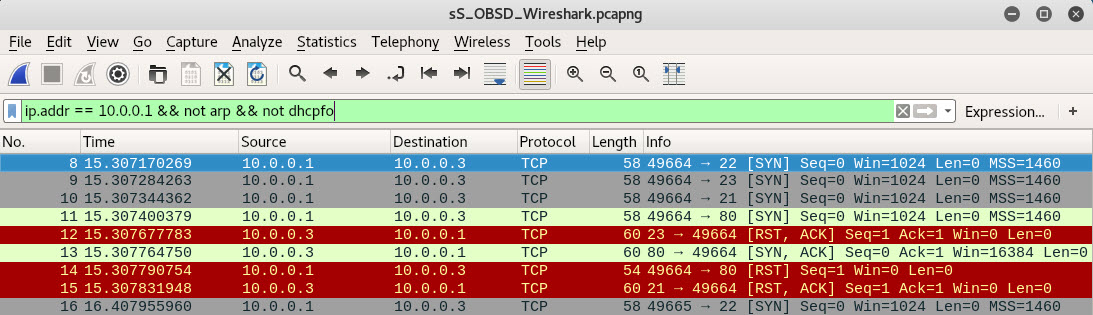 sS_OBSD_Wireshark.pcapng
File Edit View Go Capture Analyze Statistics Telephony Wireless Tools Help
ip.addr == 10.0.0.1 && not arp && not dhcpfo Expression… +
No. Time Source Destination Protocol Length Info
8 15.307170269 10.0.0.1 10.0.0.3 TCP 58 49664 → 22 [SYN] Seq=0 Win=1024 Len=0 MSS=1460
9 15.307284263 10.0.0.1 10.0.0.3 TCP 58 49664 → 23 [SYN] Seq=0 Win=1024 Len=0 MSS=1460
10 15.307344362 10.0.0.1 10.0.0.3 TCP 58 49664 → 21 [SYN] Seq=0 Win=1024 Len=0 MSS=1460
11 15.307400379 10.0.0.1 10.0.0.3 TCP 58 49664 → 80 [SYN] Seq=0 Win=1024 Len=0 MSS=1460
12 15.307677783 10.0.0.3 10.0.0.1 TCP 60 23 → 49664 [RST, ACK] Seq=1 Ack=1 Win=0 Len=0
13 15.307764750 10.0.0.3 10.0.0.1 TCP 60 80 → 49664 [SYN, ACK] Seq=0 Ack=1 Win=16384 Len=0
14 15.307790754 10.0.0.1 10.0.0.3 TCP 54 49664 → 80 [RST] Seq=1 Win=0 Len=0
15 15.307831948 10.0.0.3 10.0.0.1 TCP 60 21 → 49664 [RST, ACK] Seq=1 Ack=1 Win=0 Len=0
16 16.407955960 10.0.0.1 10.0.0.3 TCP 58 49665 → 22 [SYN] Seq=0 Win=1024 Len=0 MSS=1460